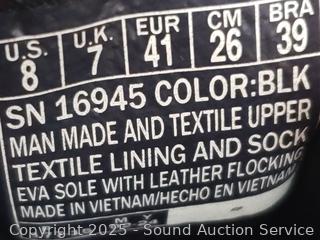 U.S. U.K. EUR CM BRA
8 7 41 26 39
SN 16945 COLOR:BLK
MAN MADE AND TEXTILE UPPER
TEXTILE LINING AND SOCK
EVA SOLE WITH LEATHER FLOCKING
MADE IN VIETNAM/HECHO EN VIETNAM
Copyright 2025 - Sound Auction Service